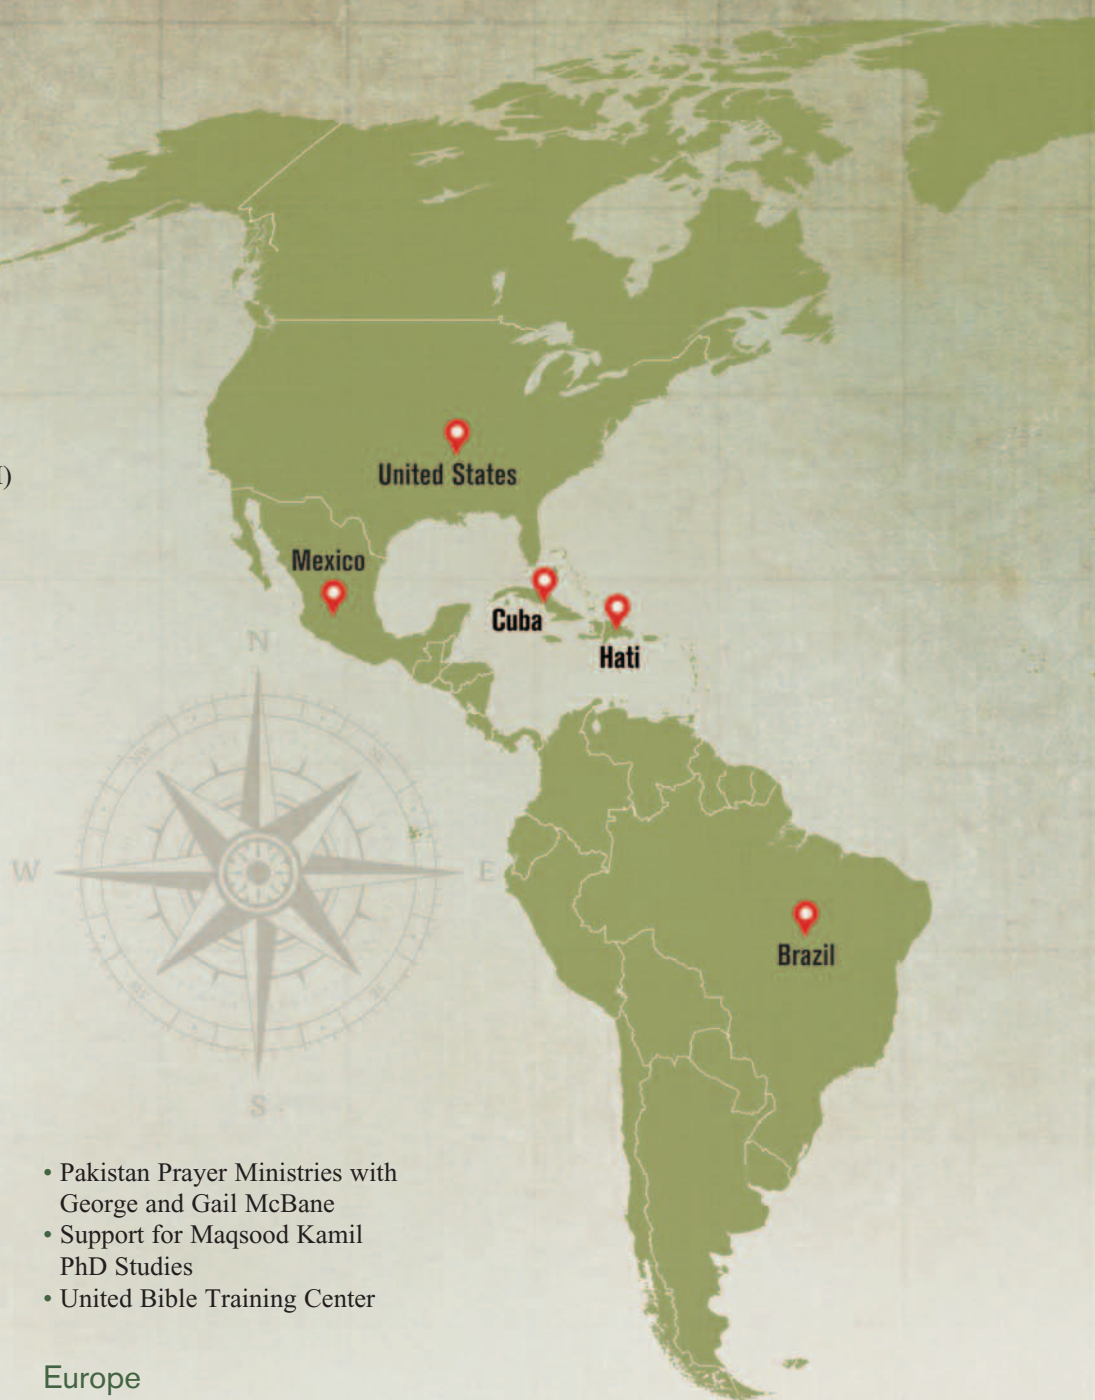 I)
United States
Mexico
Cuba
Hati
N
W
E
Brazil
S
• Pakistan Prayer Ministries with
George and Gail McBane
• Support for Maqsood Kamil
PhD Studies
• United Bible Training Center
Europe